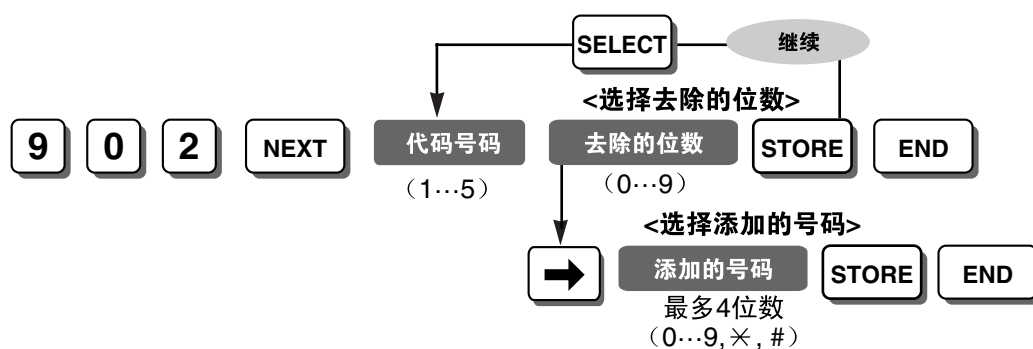 SELECT 继续
<选择去除的位数>
9 0 2 NEXT 代码号码 去除的位数 STORE END
（1…5） （0…9）
<选择添加的号码>
➡ 添加的号码 STORE END
最多4位数
（0…9,✳, #）